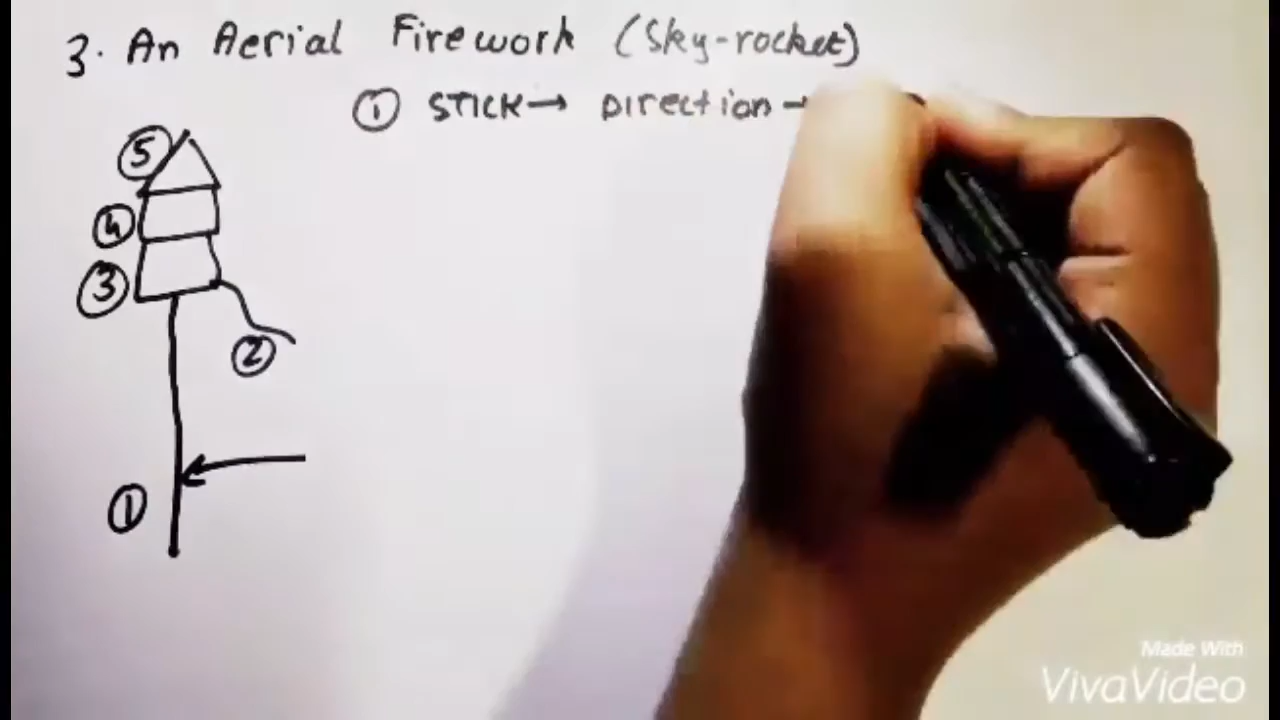 3. An Aerial Firework (Sky-rocket)
① STICK→ Direction→
⑤
④
③
②
①
Made With
VivaVideo